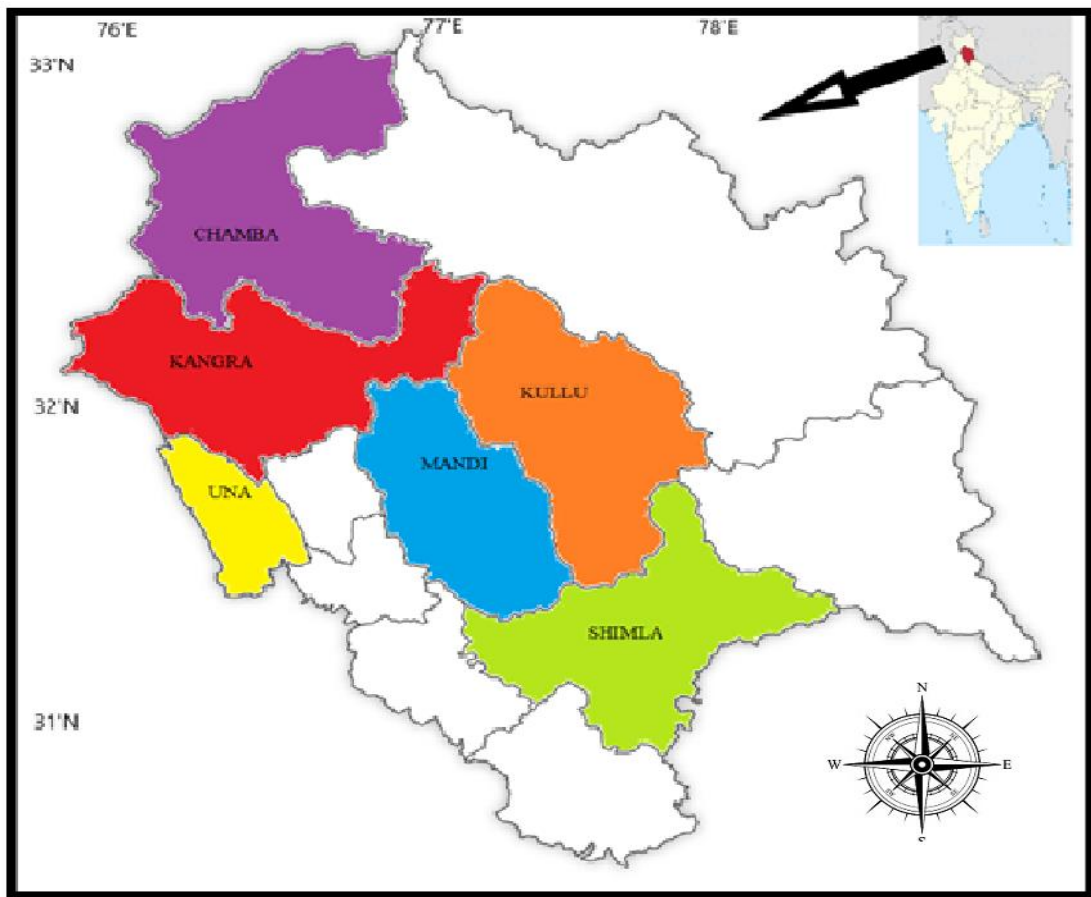 76°E 77°E 78°E
33°N
CHAMBA
KANGRA
KULLU
32°N
MANDI
UNA
SHIMLA
31°N
N
W E
S